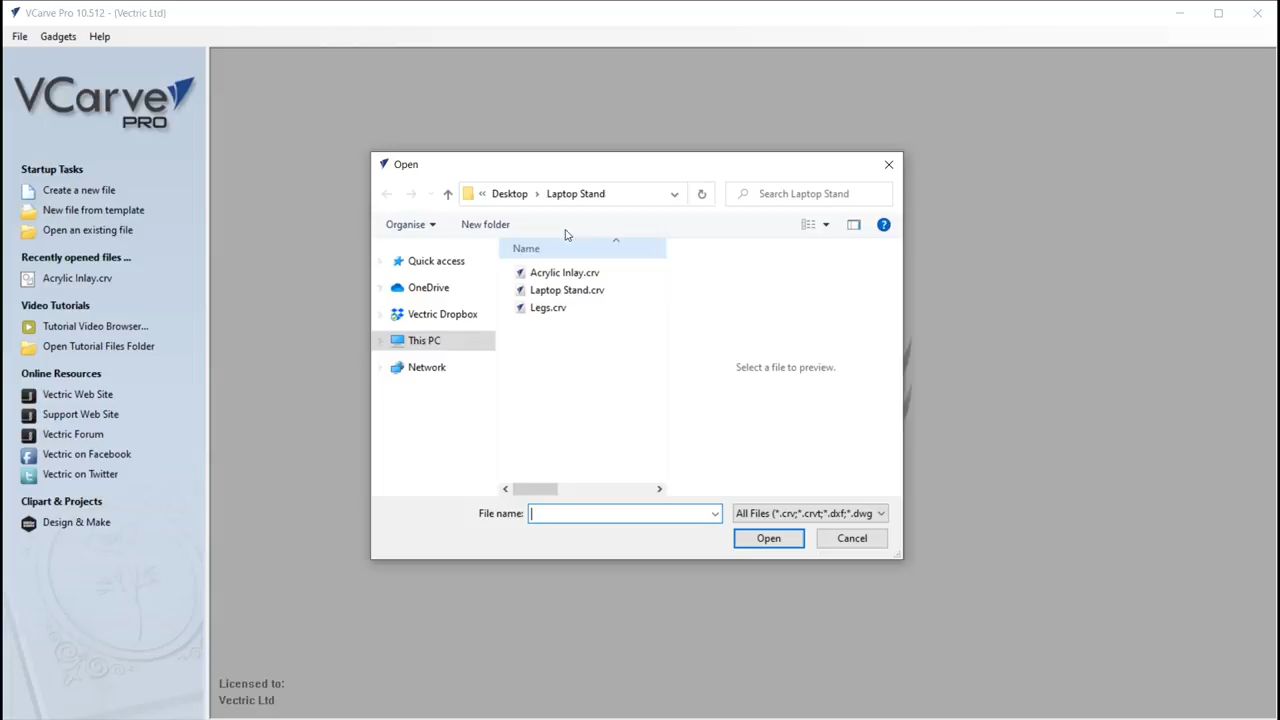 VCarve Pro 10.512 - (Vectric Ltd)
File Gadgets Help
VCarve
PRO
Startup Tasks
Create a new file
New file from template
Open an existing file
Recently opened files ...
Acrylic Inlay.crv
Video Tutorials
Tutorial Video Browser...
Open Tutorial Files Folder
Online Resources
Vectric Web Site
Support Web Site
Vectric Forum
Vectric on Facebook
Vectric on Twitter
Clipart & Projects
Design & Make
Open
« Desktop › Laptop Stand
Search Laptop Stand
Organise New folder
Name
Quick access
OneDrive
Vectric Dropbox
This PC
Network
Acrylic Inlay.crv
Laptop Stand.crv
Legs.crv
Select a file to preview.
File name:
All Files (*.crv;*.crvt;*.dxf;*.dwg
Open Cancel
Licensed to:
Vectric Ltd